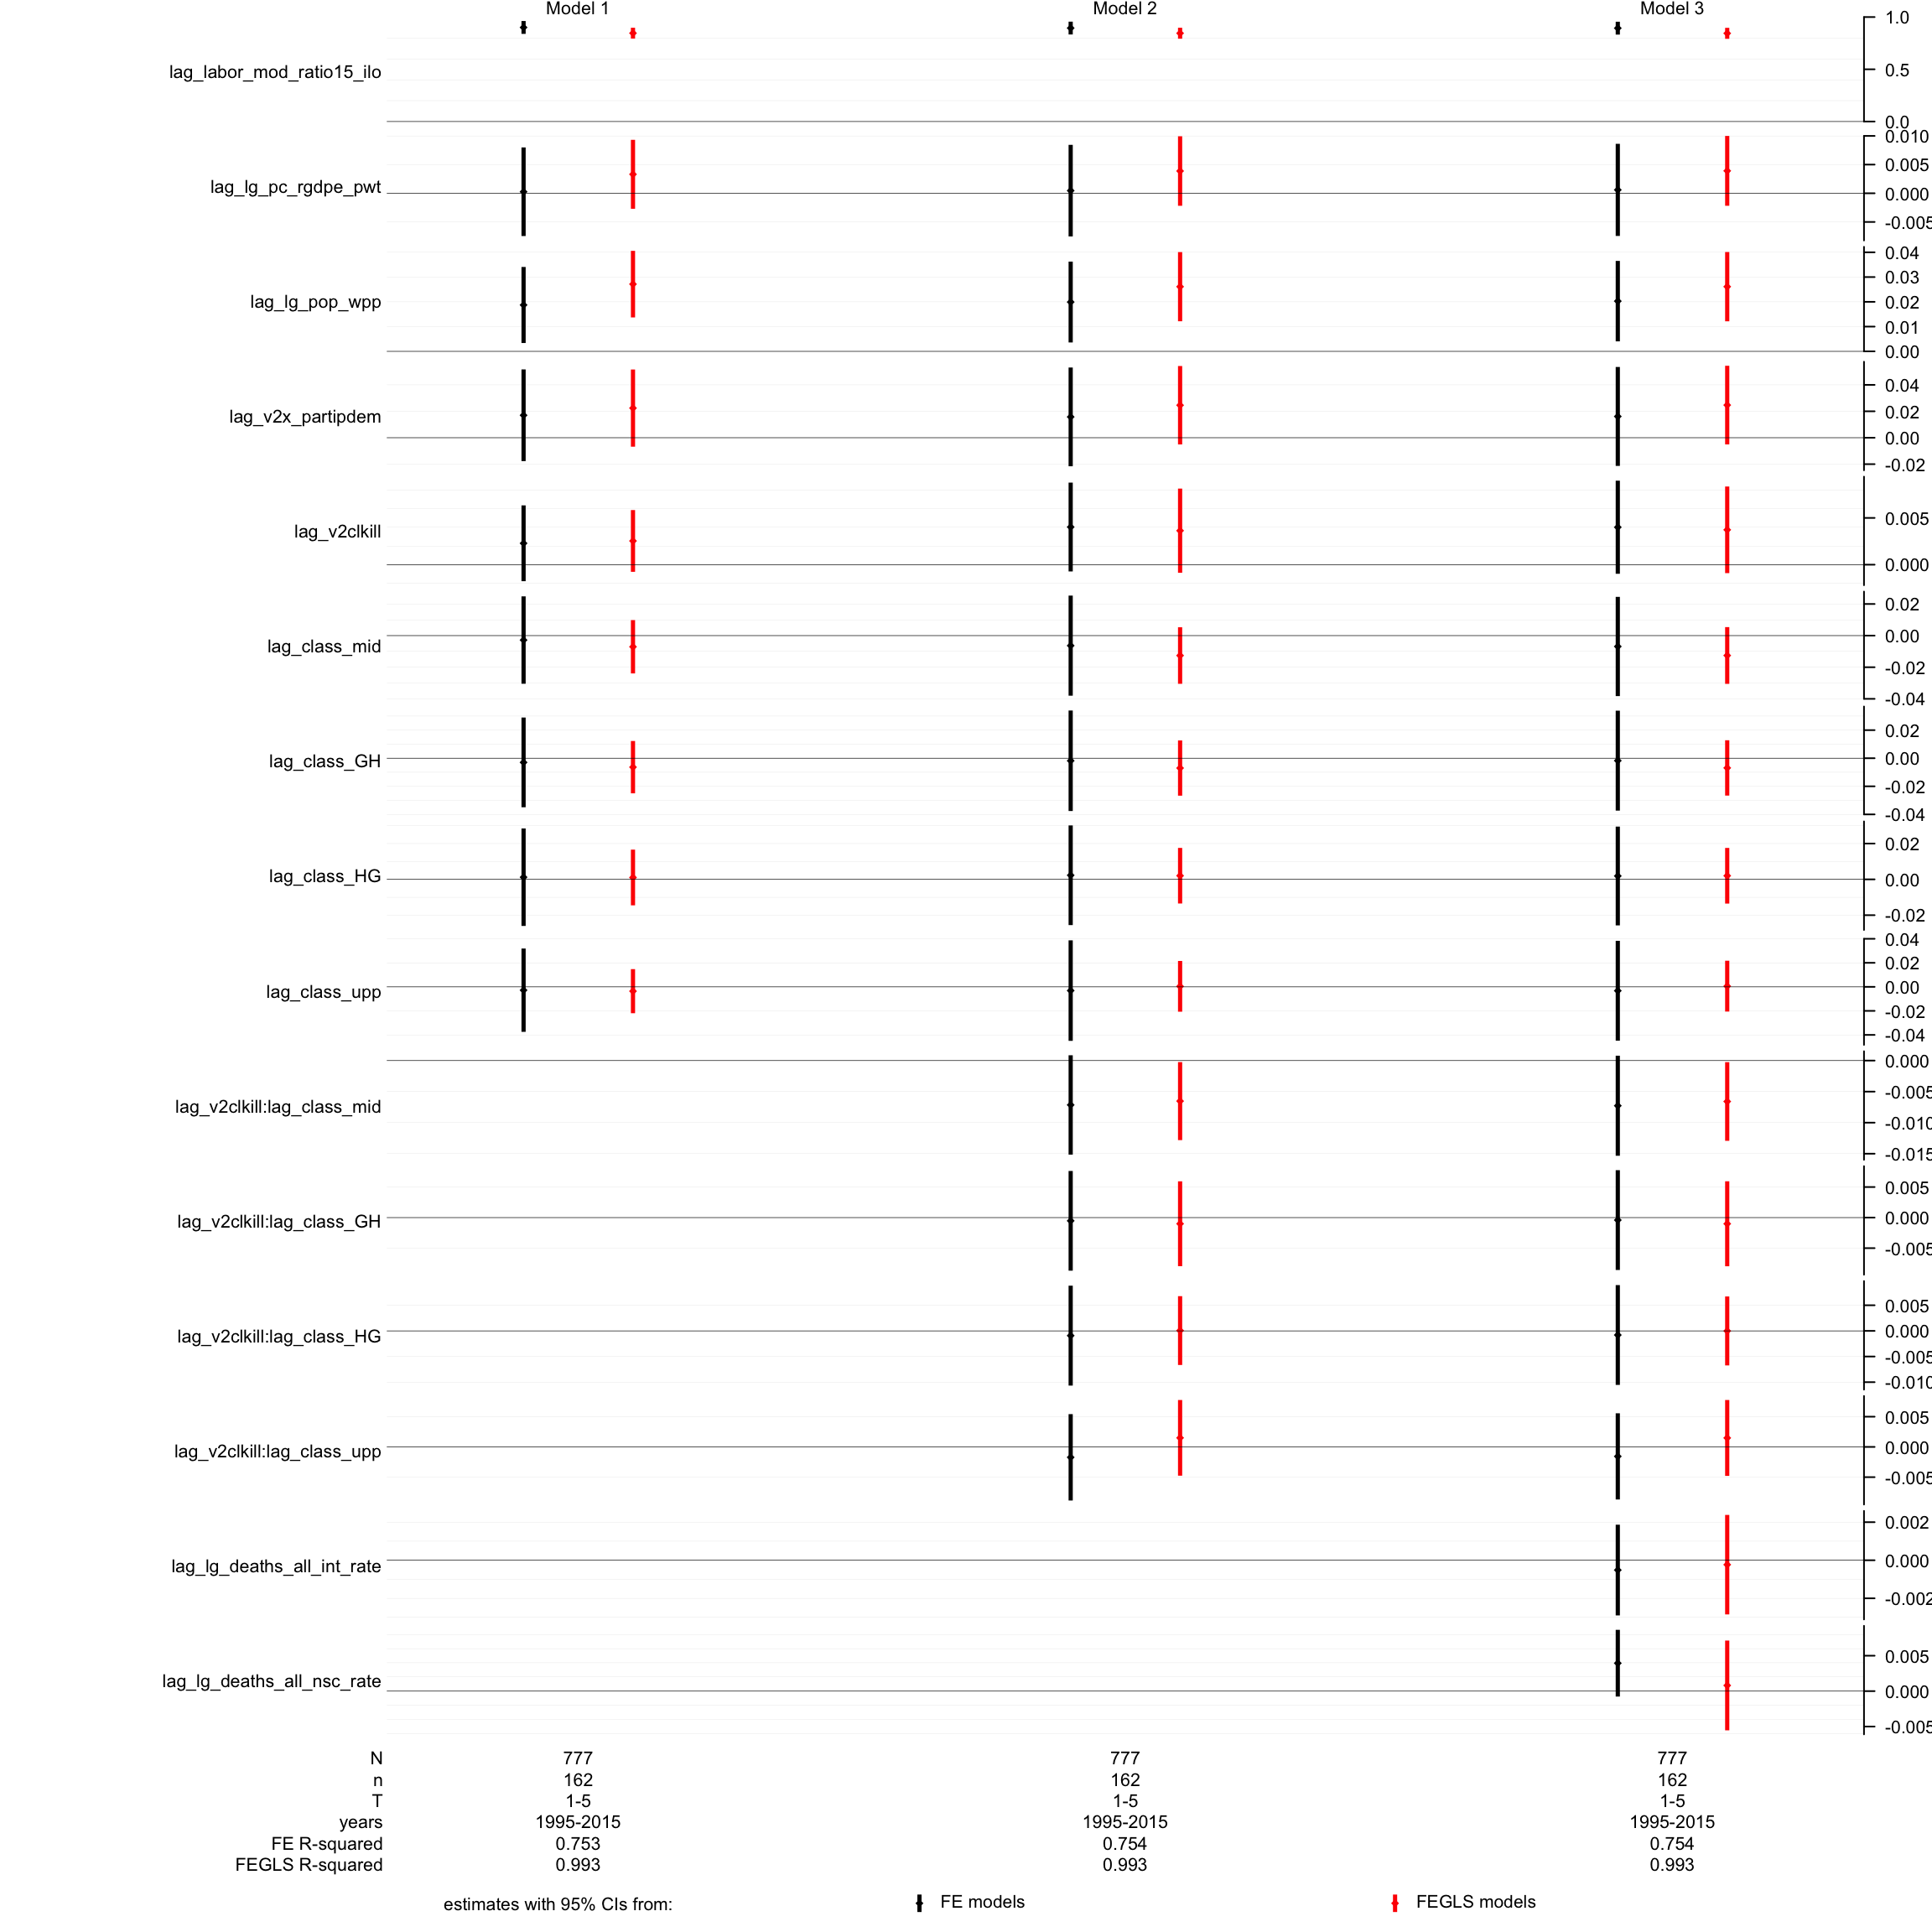 Model 1 Model 2 Model 3
1.0
lag_labor_mod_ratio15_ilo 0.5
0.0
0.010
0.005
lag_lg_pc_rgdpe_pwt 0.000
-0.005
0.04
0.03
lag_lg_pop_wpp 0.02
0.01
0.00
0.04
lag_v2x_partipdem 0.02
0.00
-0.02
0.005
lag_v2clkill
0.000
0.02
0.00
lag_class_mid
-0.02
-0.04
0.02
lag_class_GH 0.00
-0.02
-0.04
0.02
lag_class_HG 0.00
-0.02
0.04
0.02
lag_class_upp 0.00
-0.02
-0.04
0.000
-0.005
lag_v2clkill:lag_class_mid
-0.010
-0.015
0.005
lag_v2clkill:lag_class_GH 0.000
-0.005
0.005
lag_v2clkill:lag_class_HG 0.000
-0.005
-0.010
0.005
lag_v2clkill:lag_class_upp 0.000
-0.005
0.002
lag_lg_deaths_all_int_rate 0.000
-0.002
0.005
lag_lg_deaths_all_nsc_rate 0.000
-0.005
N 777 777 777
n 162 162 162
T 1-5 1-5 1-5
years 1995-2015 1995-2015 1995-2015
FE R-squared 0.753 0.754 0.754
FEGLS R-squared 0.993 0.993 0.993
estimates with 95% CIs from: FE models FEGLS models